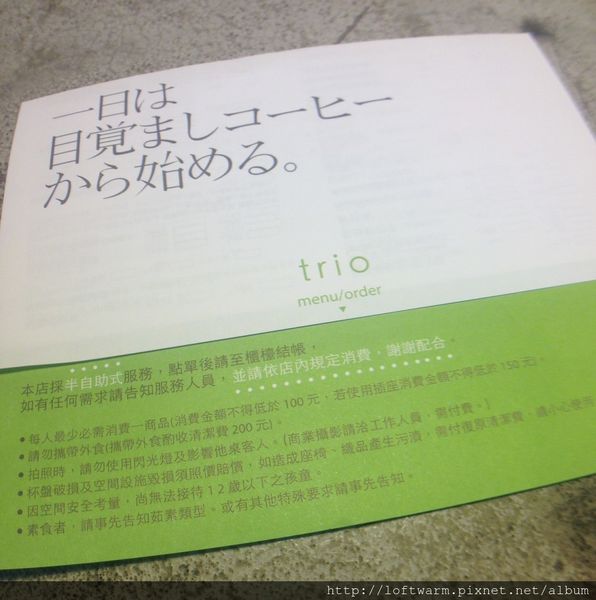 一日は
目覚ましコーヒー
から始める。
trio
menu/order
本店採半自助式服務，點單後請至櫃檯結帳，
如有任何需求請告知服務人員，並請依店內規定消費，謝謝配合。
●每人最少必需消費一商品(消費金額不得低於 100 元，若使用插座消費金額不得低於 150 元)。
●請勿攜帶外食(攜帶外食酌收清潔費 200 元)。
●拍照時，請勿使用閃光燈及影響他桌客人。(商業攝影請洽工作人員，需付費。)
●杯盤破損及空間設施毀損須照價賠償，如造成座椅、織品產生污漬，需付復原清潔費，請小心使用
●因空間安全考量，尚無法接待 12 歲以下之孩童。
●素食者，請事先告知茹素類型。或有其他特殊要求請事先告知。
http://loftwarm.pixnet.net/album